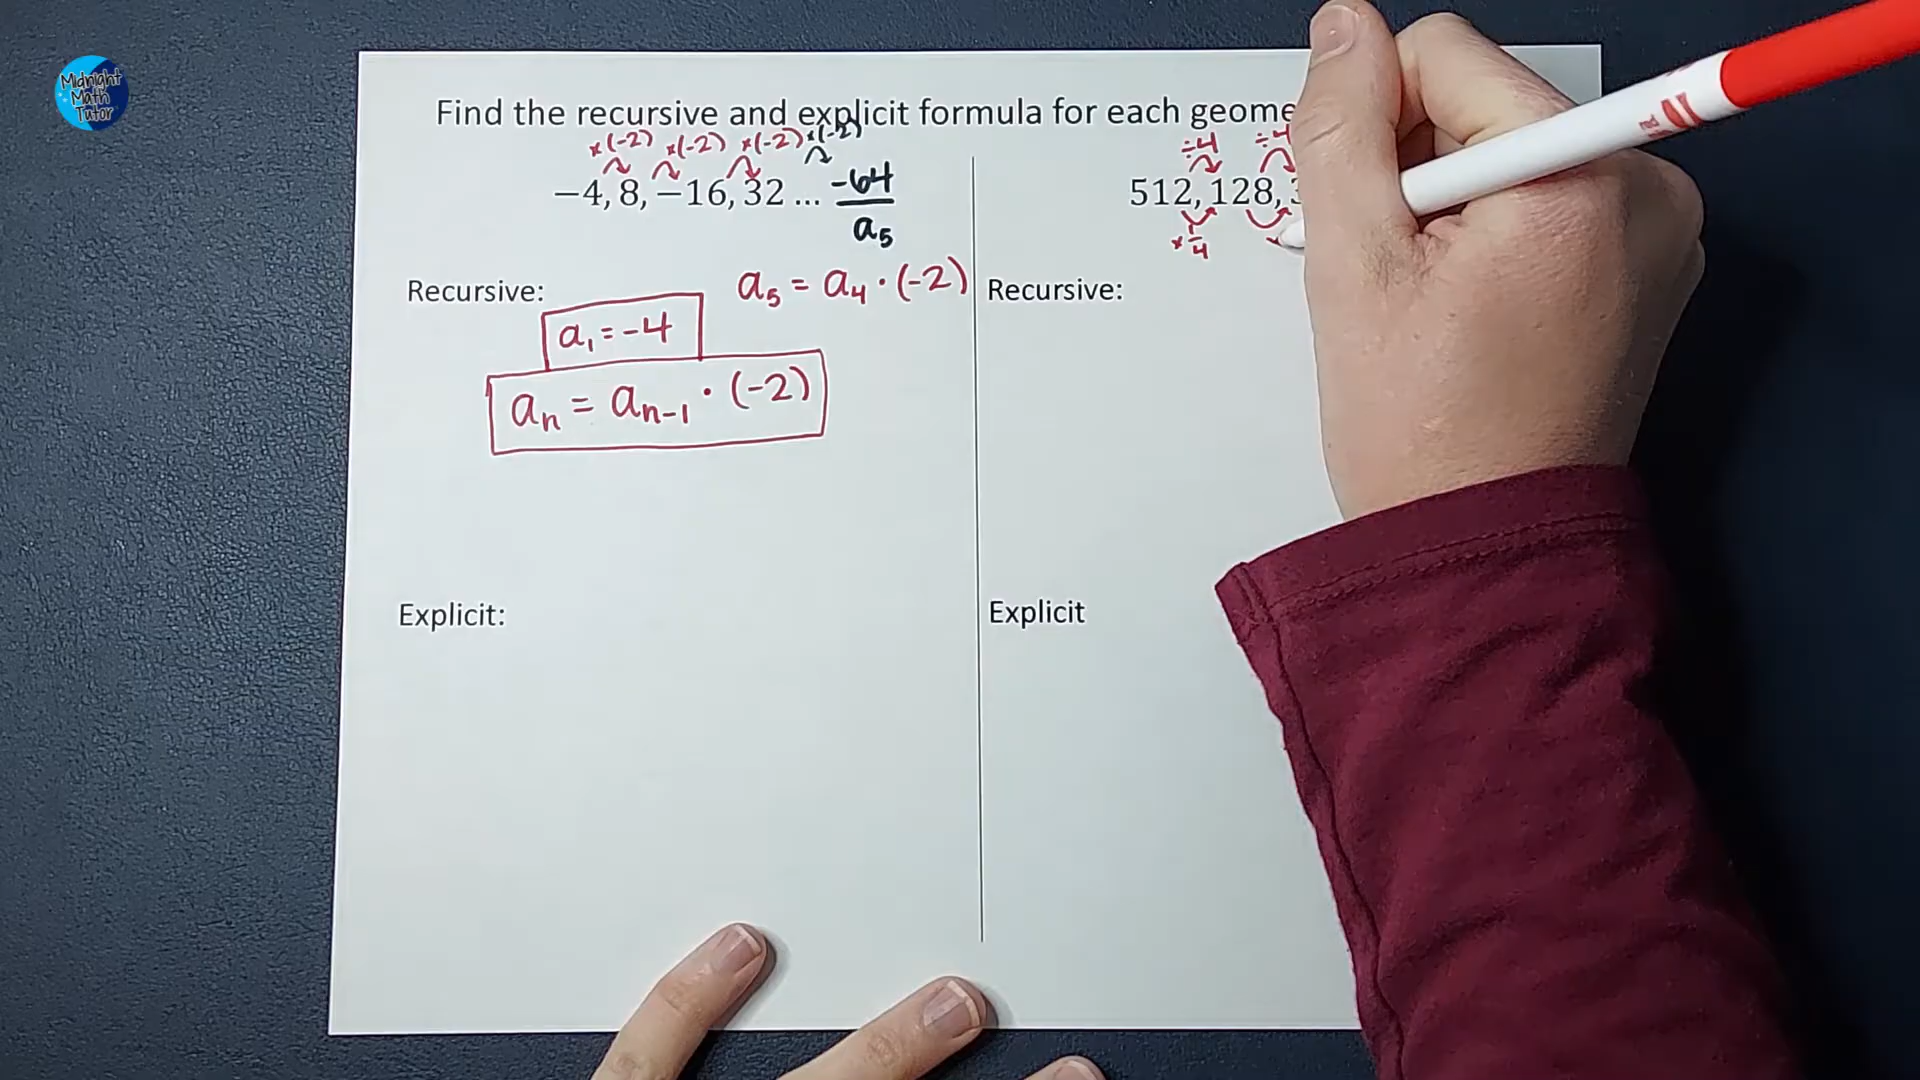 Midnight
Math
Tutor
Find the recursive and explicit formula for each
×(-2) ×(-2) ×(-2) ×(-2)
−4, 8, −16, 32 ... -64
a₅
Recursive:
a₅ = a₄ · (-2)
a₁ = -4
aₙ = aₙ₋₁ · (-2)
Explicit:
÷4 ÷4
512, 128,
× 1/4
Recursive:
Explicit